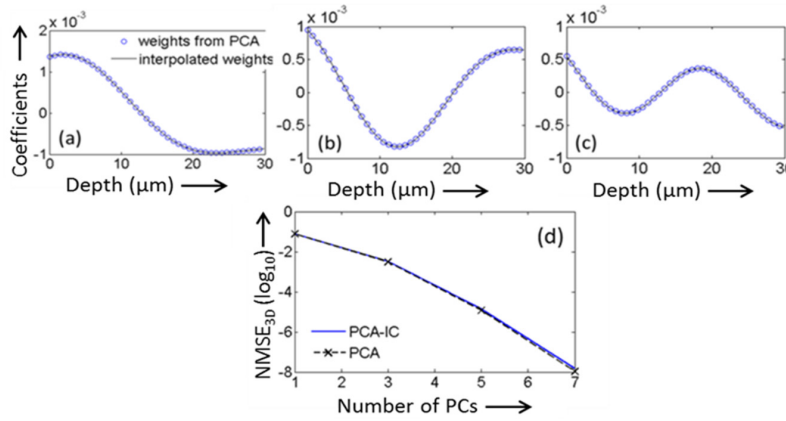 2 x 10⁻³
1
0
-1
0 10 20 30
weights from PCA
interpolated weights
(a)
Coefficients
Depth (μm)
1 x 10⁻³
0.5
0
-0.5
-1
0 10 20 30
(b)
Depth (μm)
1 x 10⁻³
0.5
0
-0.5
-1
0 10 20 30
(c)
Depth (μm)
0
-2
-4
-6
-8
1 2 3 4 5 6 7
(d)
PCA-IC
PCA
NMSE₃D (log₁₀)
Number of PCs